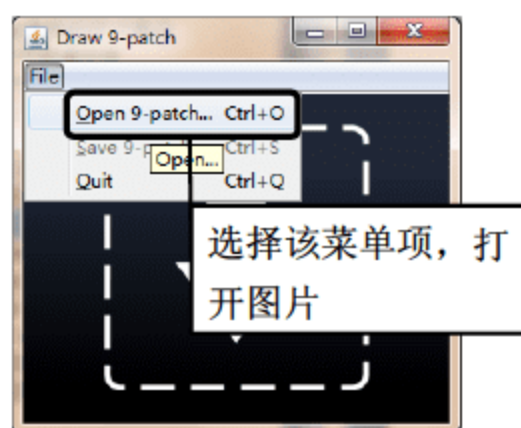 Draw 9-patch
File
Open 9-patch... Ctrl+O
Save 9-p Ctrl+S
Open...
Quit Ctrl+Q
选择该菜单项，打
开图片